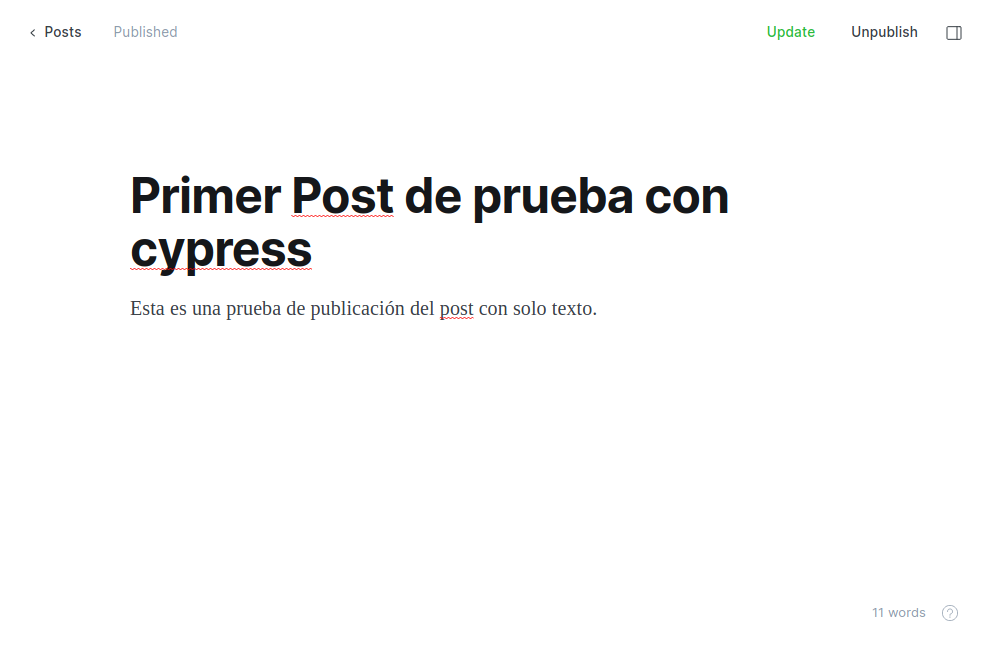 Posts
Published
Update
Unpublish
Primer Post de prueba con
cypress
Esta es una prueba de publicación del post con solo texto.
11 words
?